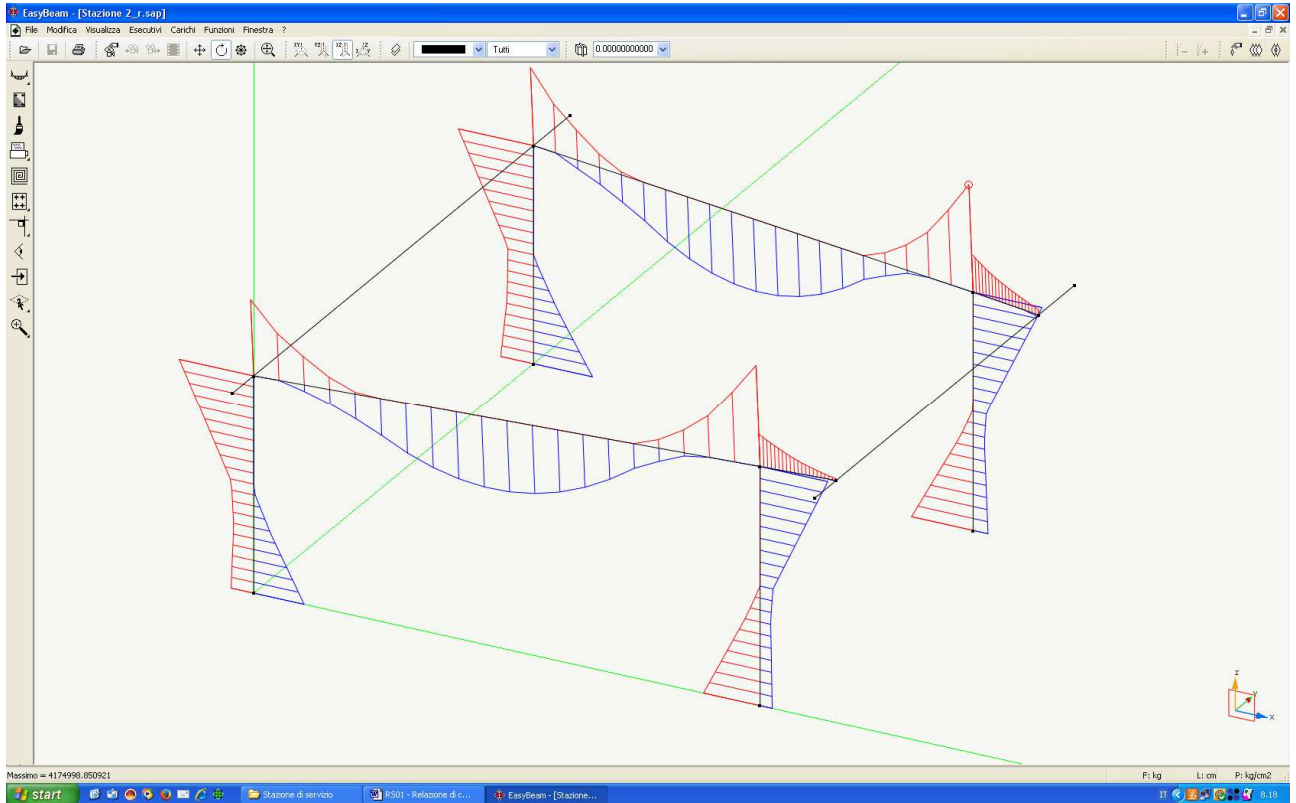 EasyBeam - [Stazione 2_r.sap]
File Modifica Visualizza Esecutivi Carichi Funzioni Finestra ?
Tutti 0.00000000000
z
y
x
Massimo = 4174998.850921 F: kg L: cm P: kg/cm2
start Stazione di servizio RS01 - Relazione di c... EasyBeam - [Stazione... IT 8.18